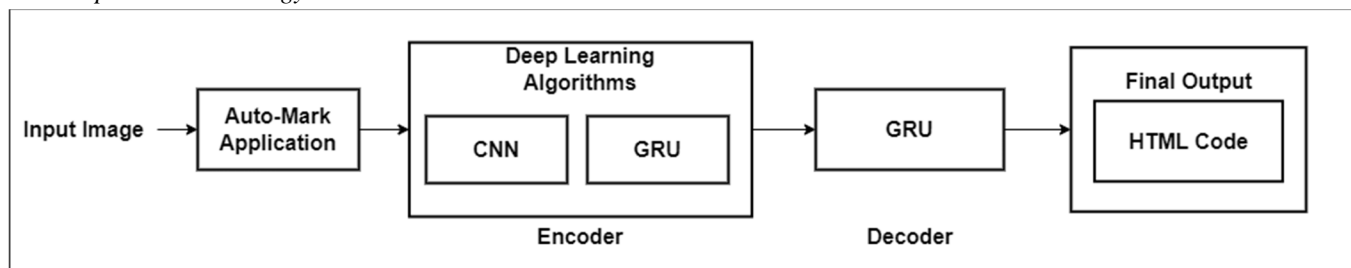 Input Image
Auto-Mark
Application
Deep Learning
Algorithms
CNN
GRU
Encoder
GRU
Decoder
Final Output
HTML Code